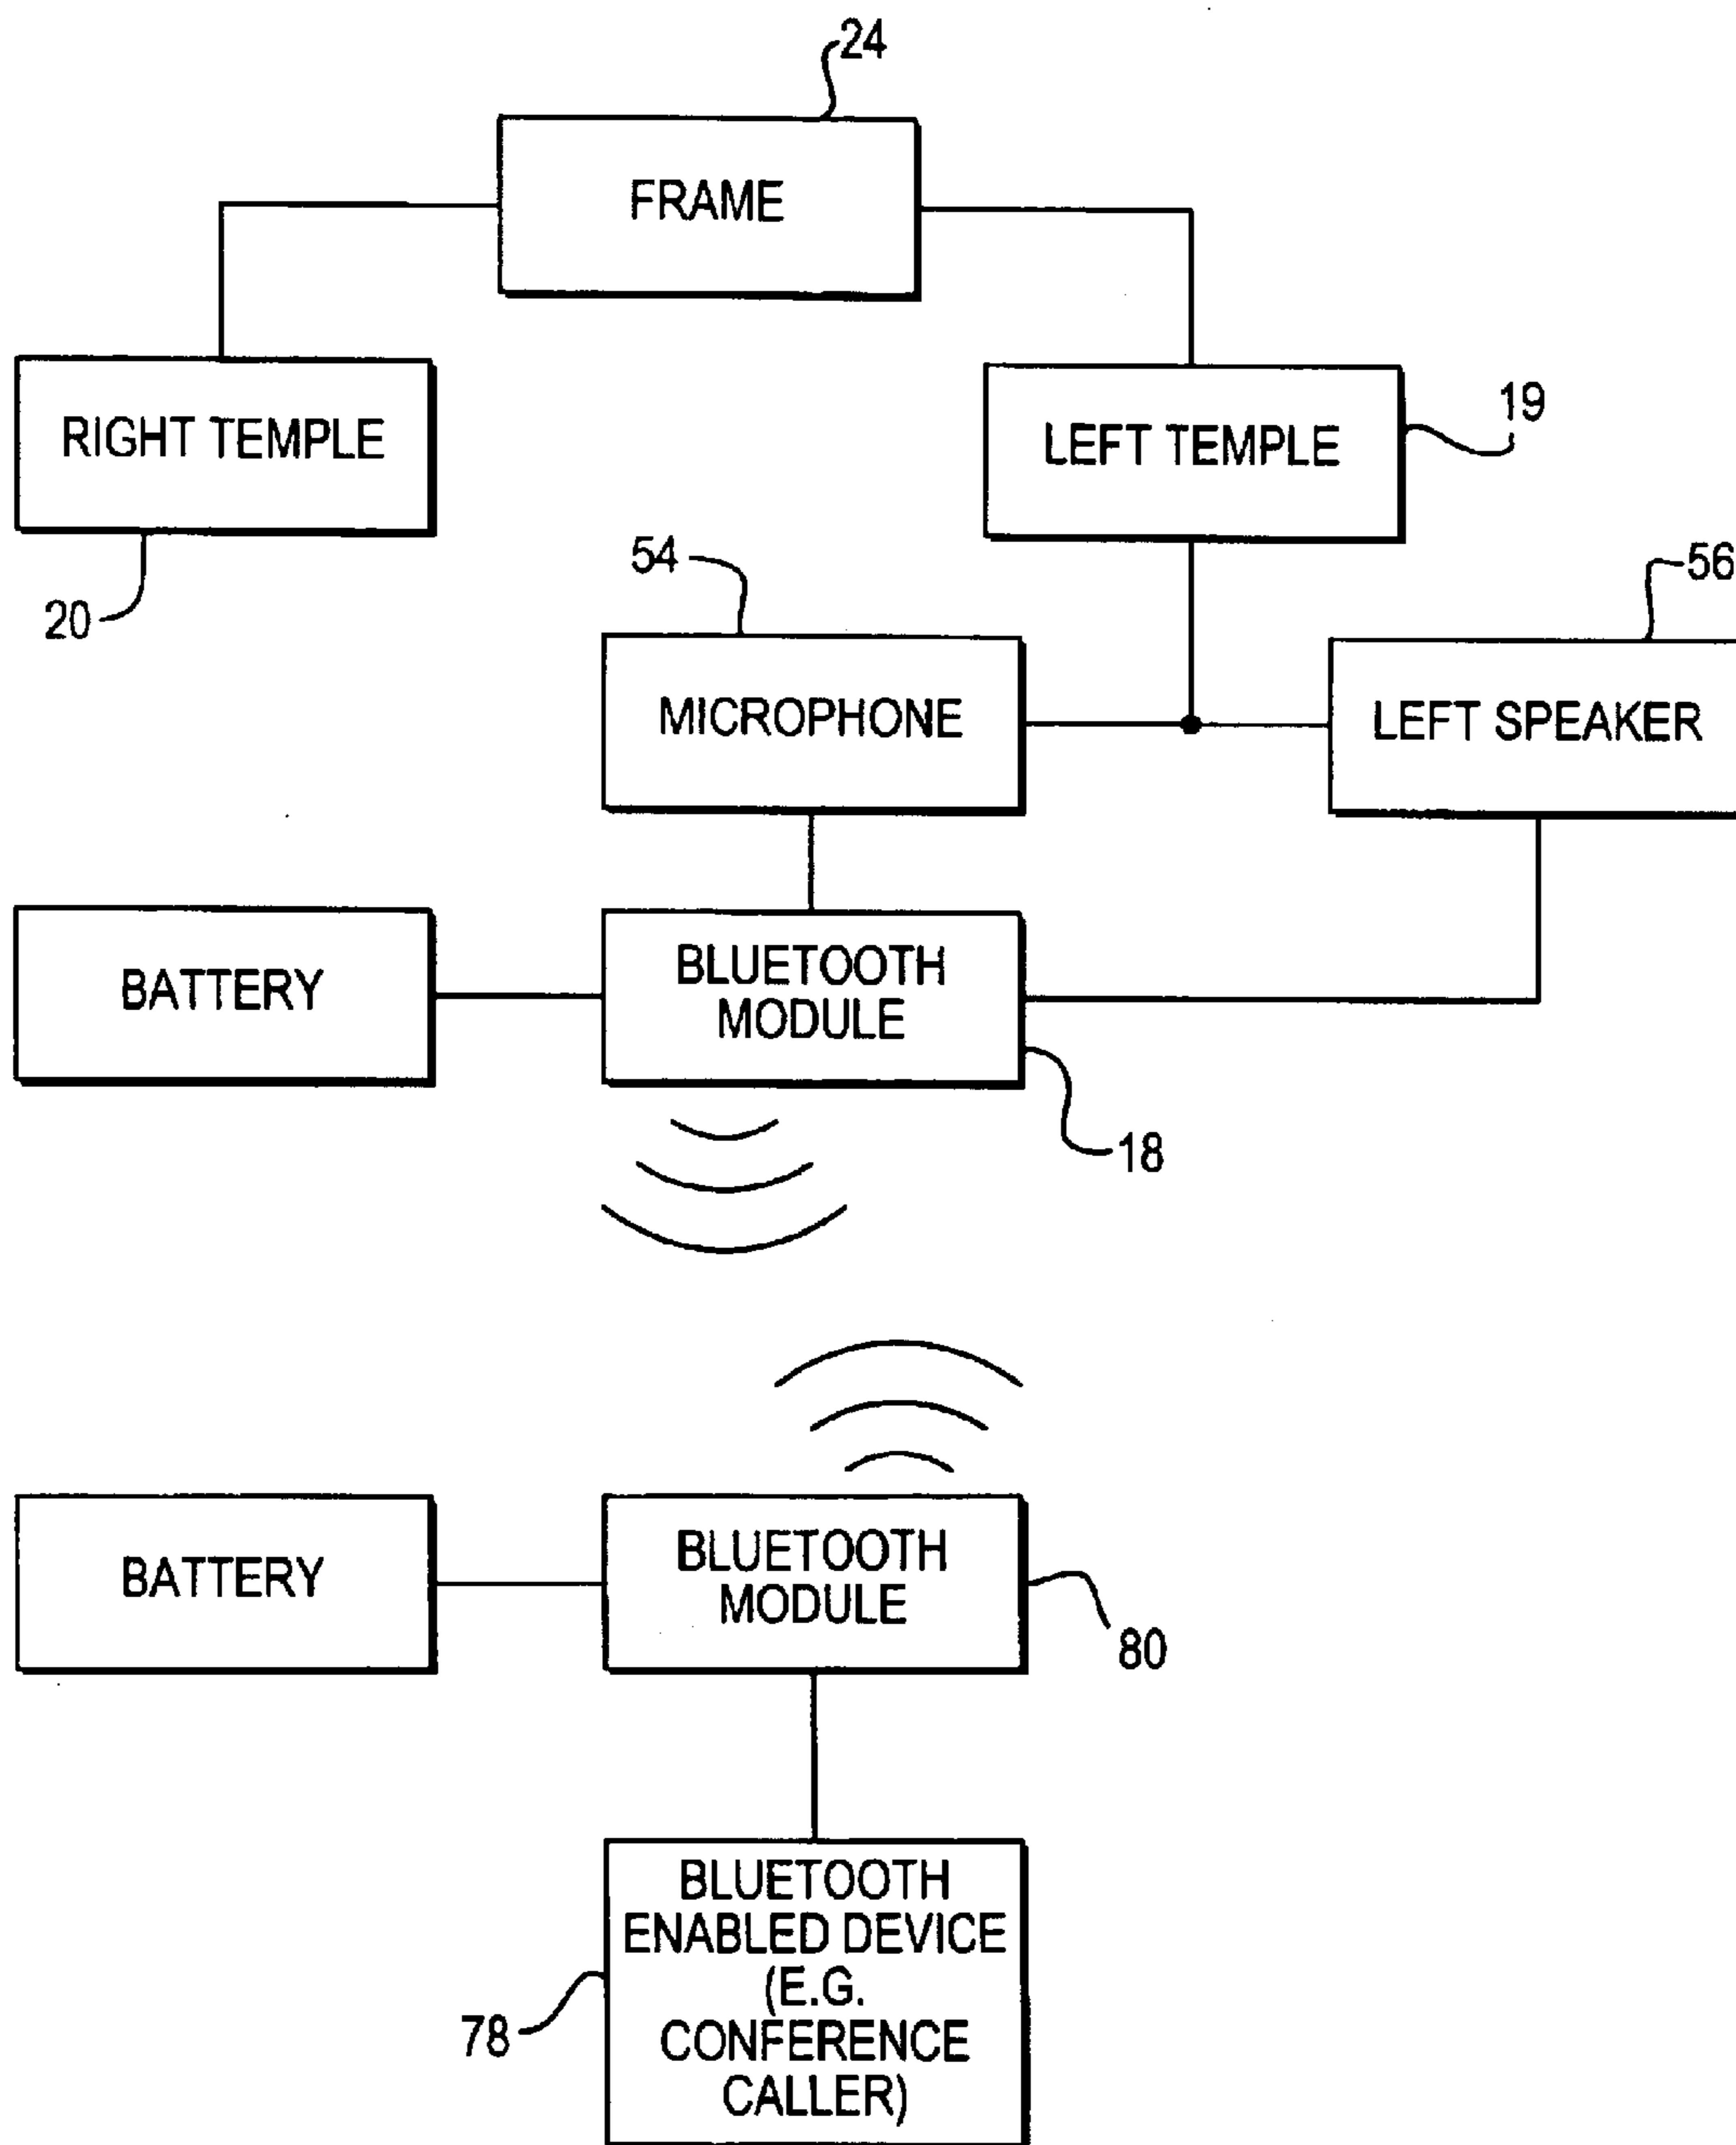 24
FRAME
RIGHT TEMPLE
LEFT TEMPLE
19
20
54
56
MICROPHONE
LEFT SPEAKER
BATTERY
BLUETOOTH
MODULE
18
BATTERY
BLUETOOTH
MODULE
80
BLUETOOTH
ENABLED DEVICE
(E.G.
CONFERENCE
CALLER)
78